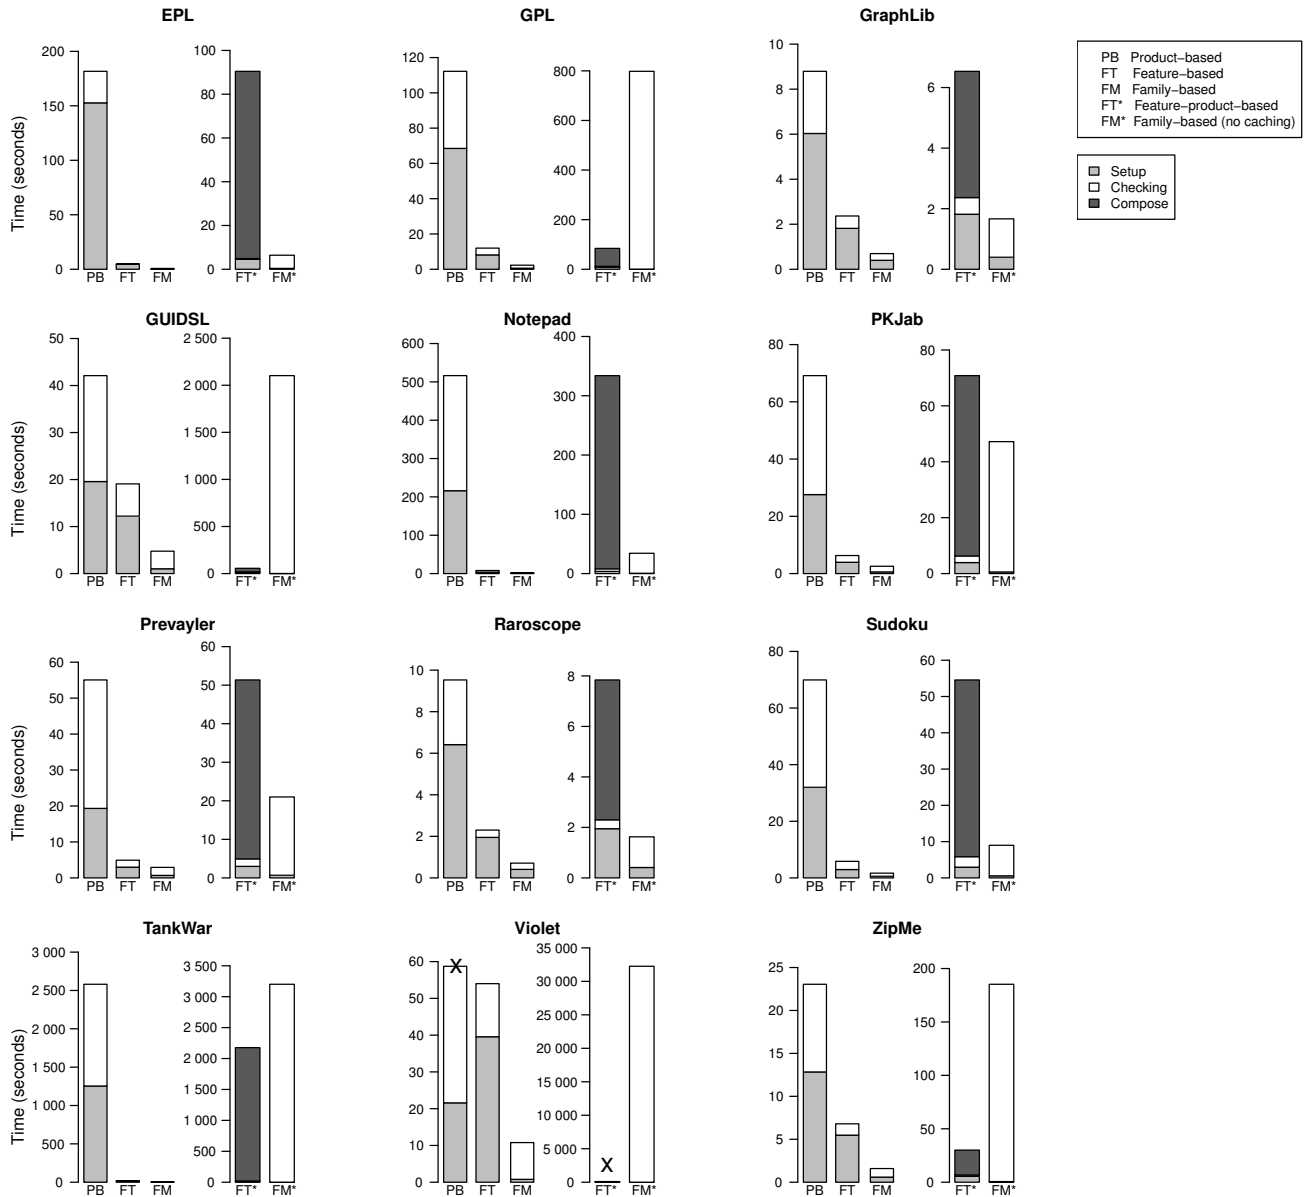 EPL
GPL
GraphLib
PB Product−based
FT Feature−based
FM Family−based
FT* Feature−product−based
FM* Family−based (no caching)
Setup
Checking
Compose
Time (seconds)
200
150
100
50
0
PB FT FM
100
80
60
40
20
0
FT* FM*
120
100
80
60
40
20
0
PB FT FM
800
600
400
200
0
FT* FM*
10
8
6
4
2
0
PB FT FM
6
4
2
0
FT* FM*
GUIDSL
Notepad
PKJab
Time (seconds)
50
40
30
20
10
0
PB FT FM
2 500
2 000
1 500
1 000
500
0
FT* FM*
600
500
400
300
200
100
0
PB FT FM
400
300
200
100
0
FT* FM*
80
60
40
20
0
PB FT FM
80
60
40
20
0
FT* FM*
Prevayler
Raroscope
Sudoku
Time (seconds)
60
50
40
30
20
10
0
PB FT FM
60
50
40
30
20
10
0
FT* FM*
10
8
6
4
2
0
PB FT FM
8
6
4
2
0
FT* FM*
80
60
40
20
0
PB FT FM
60
50
40
30
20
10
0
FT* FM*
TankWar
Violet
ZipMe
Time (seconds)
3 000
2 500
2 000
1 500
1 000
500
0
PB FT FM
3 500
3 000
2 500
2 000
1 500
1 000
500
0
FT* FM*
60
50
40
30
20
10
0
X
PB FT FM
35 000
30 000
25 000
20 000
15 000
10 000
5 000
0
X
FT* FM*
25
20
15
10
5
0
PB FT FM
200
150
100
50
0
FT* FM*